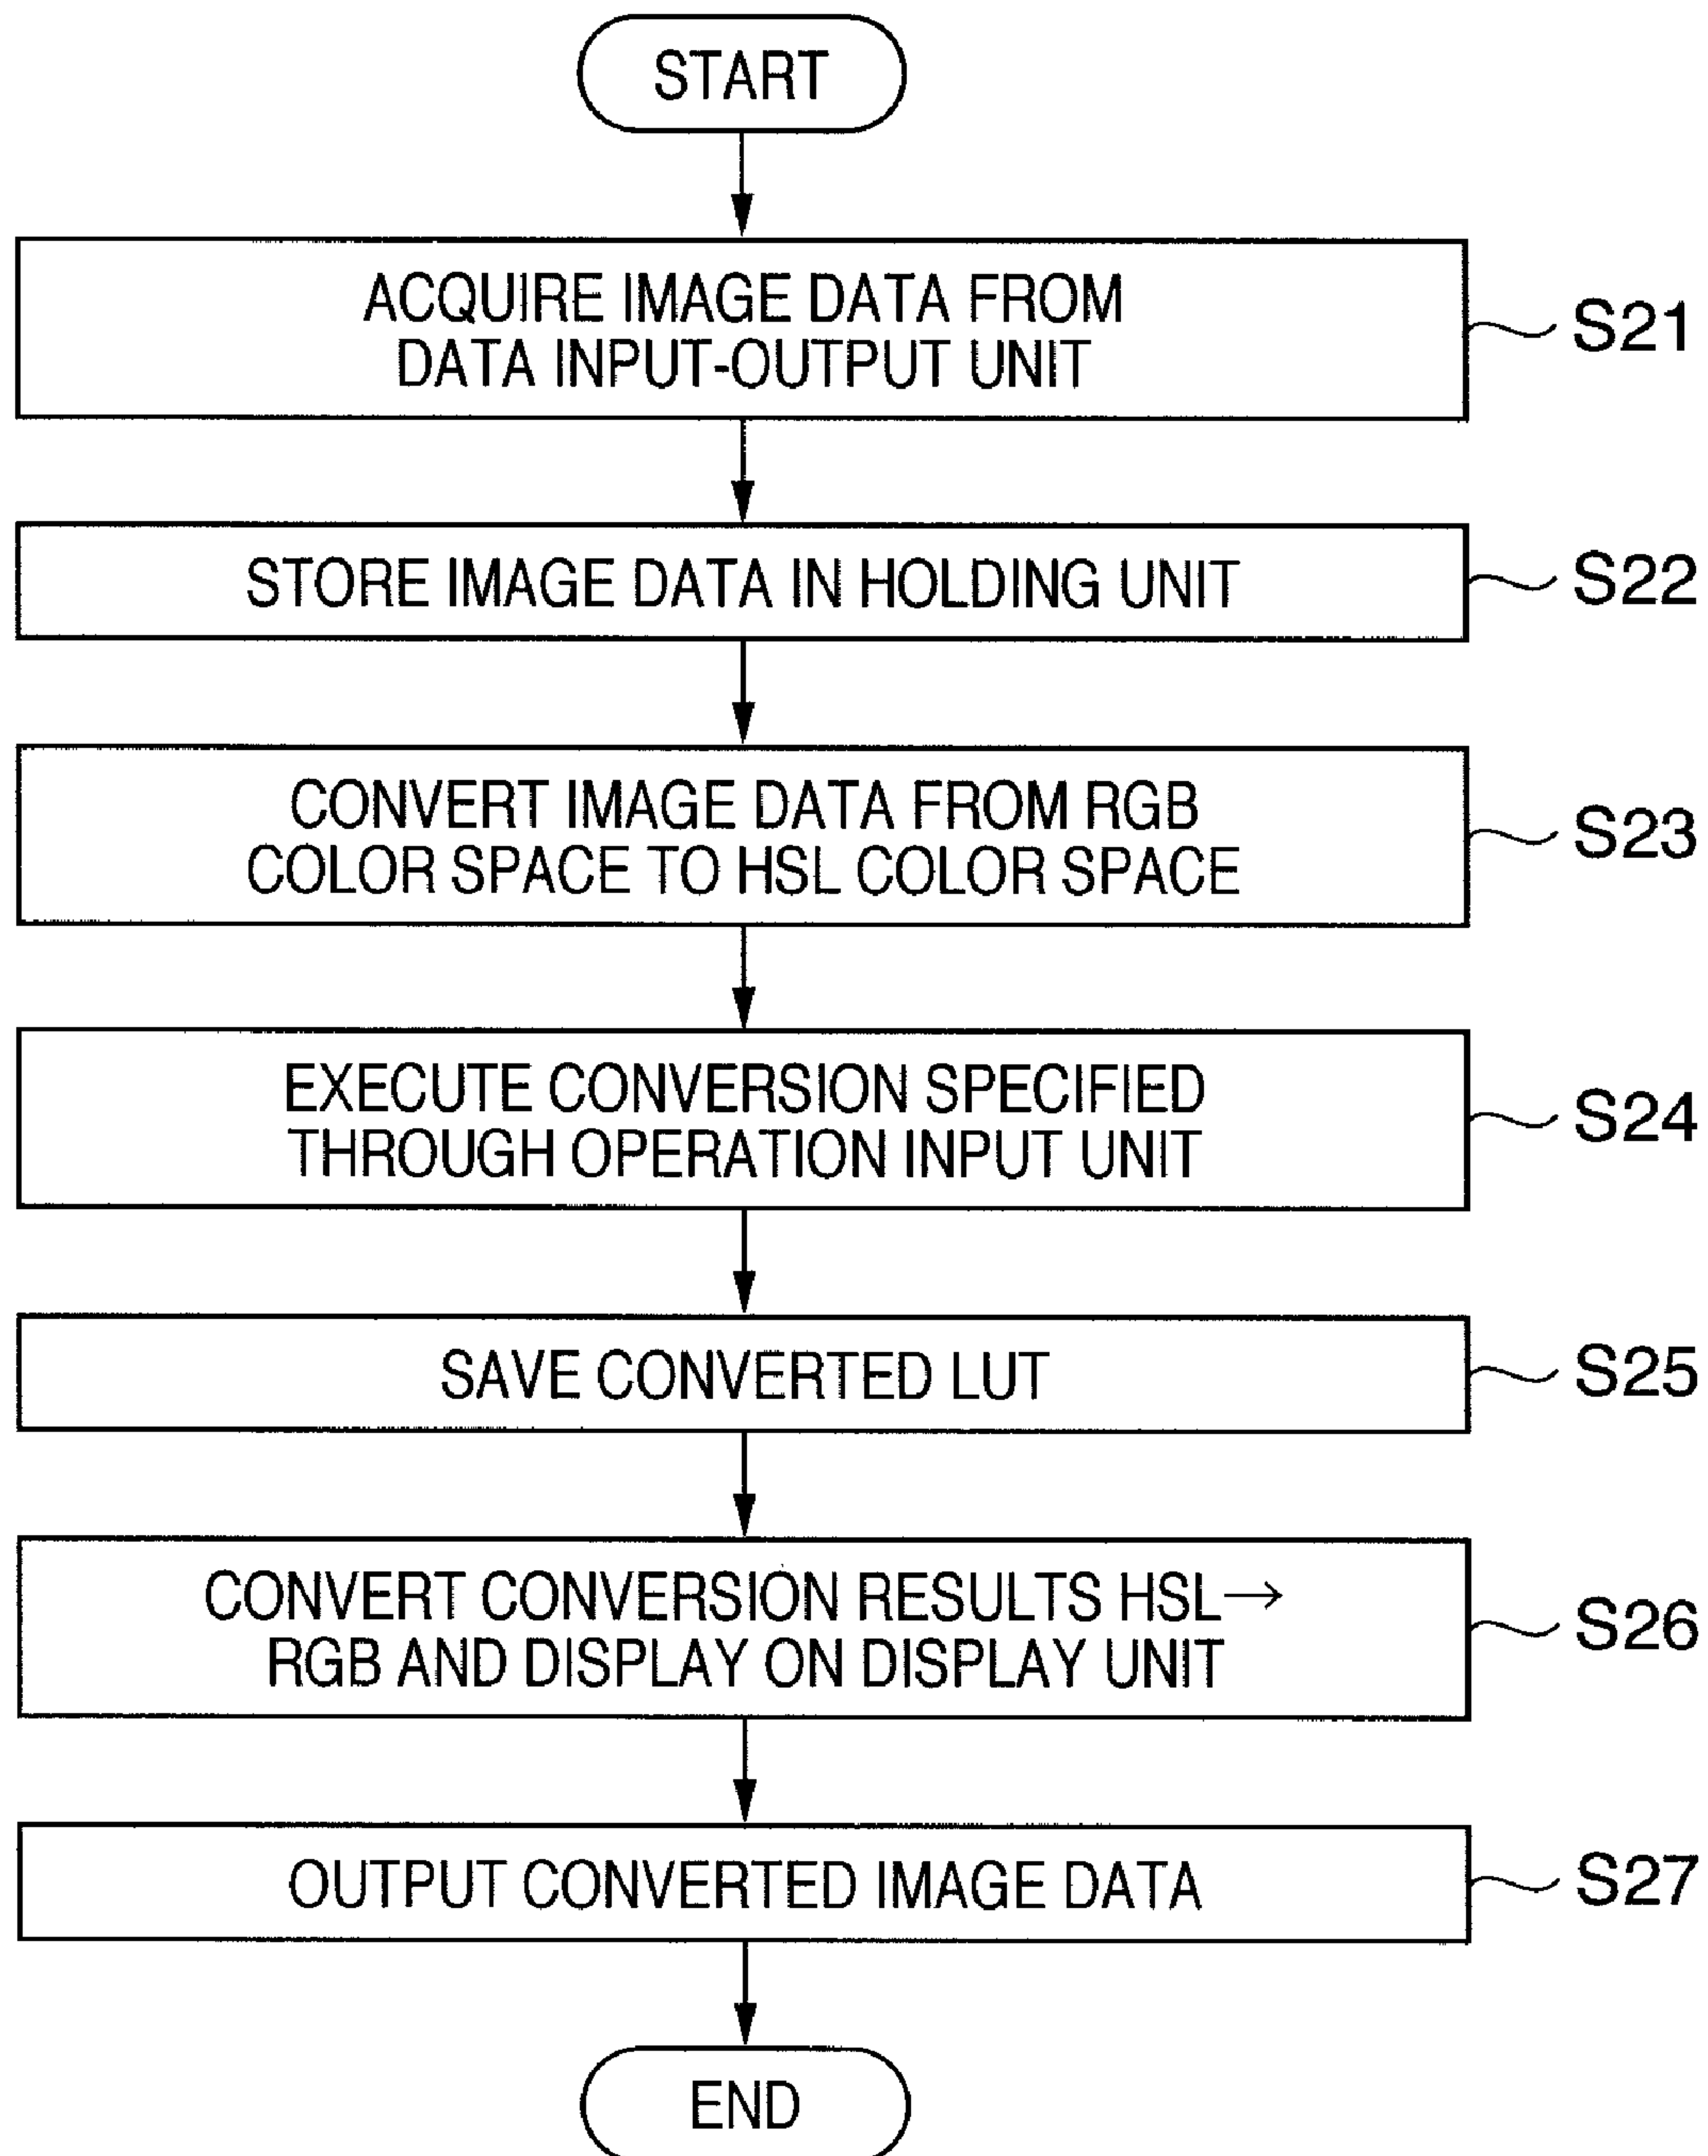 START
ACQUIRE IMAGE DATA FROM
DATA INPUT-OUTPUT UNIT
S21
STORE IMAGE DATA IN HOLDING UNIT
S22
CONVERT IMAGE DATA FROM RGB
COLOR SPACE TO HSL COLOR SPACE
S23
EXECUTE CONVERSION SPECIFIED
THROUGH OPERATION INPUT UNIT
S24
SAVE CONVERTED LUT
S25
CONVERT CONVERSION RESULTS HSL→
RGB AND DISPLAY ON DISPLAY UNIT
S26
OUTPUT CONVERTED IMAGE DATA
S27
END